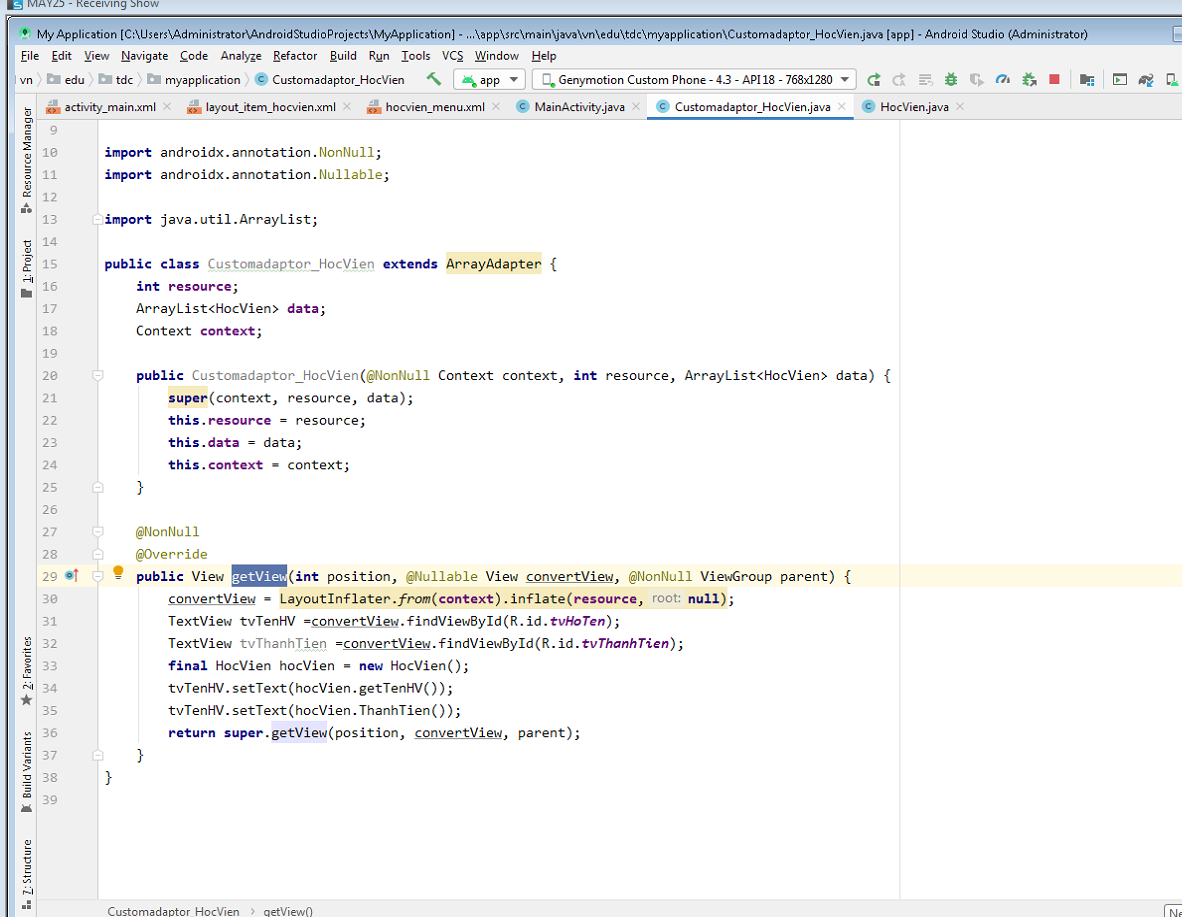 MAY25 - Receiving Show
My Application [C:\Users\Administrator\AndroidStudioProjects\MyApplication] - ...\app\src\main\java\vn\edu\tdc\myapplication\Customadaptor_HocVien.java [app] - Android Studio (Administrator)
File Edit View Navigate Code Analyze Refactor Build Run Tools VCS Window Help
vn edu tdc myapplication Customadaptor_HocVien app Genymotion Custom Phone - 4.3 - API 18 - 768x1280
activity_main.xml layout_item_hocvien.xml hocvien_menu.xml MainActivity.java Customadaptor_HocVien.java HocVien.java
Resource Manager
1: Project
2: Favorites
Build Variants
7: Structure
9
10 import androidx.annotation.NonNull;
11 import androidx.annotation.Nullable;
12
13 import java.util.ArrayList;
14
15 public class Customadaptor_HocVien extends ArrayAdapter {
16 int resource;
17 ArrayList<HocVien> data;
18 Context context;
19
20 public Customadaptor_HocVien(@NonNull Context context, int resource, ArrayList<HocVien> data) {
21 super(context, resource, data);
22 this.resource = resource;
23 this.data = data;
24 this.context = context;
25 }
26
27 @NonNull
28 @Override
29 public View getView(int position, @Nullable View convertView, @NonNull ViewGroup parent) {
30 convertView = LayoutInflater.from(context).inflate(resource, root: null);
31 TextView tvTenHV =convertView.findViewById(R.id.tvHoTen);
32 TextView tvThanhTien =convertView.findViewById(R.id.tvThanhTien);
33 final HocVien hocVien = new HocVien();
34 tvTenHV.setText(hocVien.getTenHV());
35 tvTenHV.setText(hocVien.ThanhTien());
36 return super.getView(position, convertView, parent);
37 }
38 }
39
Customadaptor_HocVien getView()